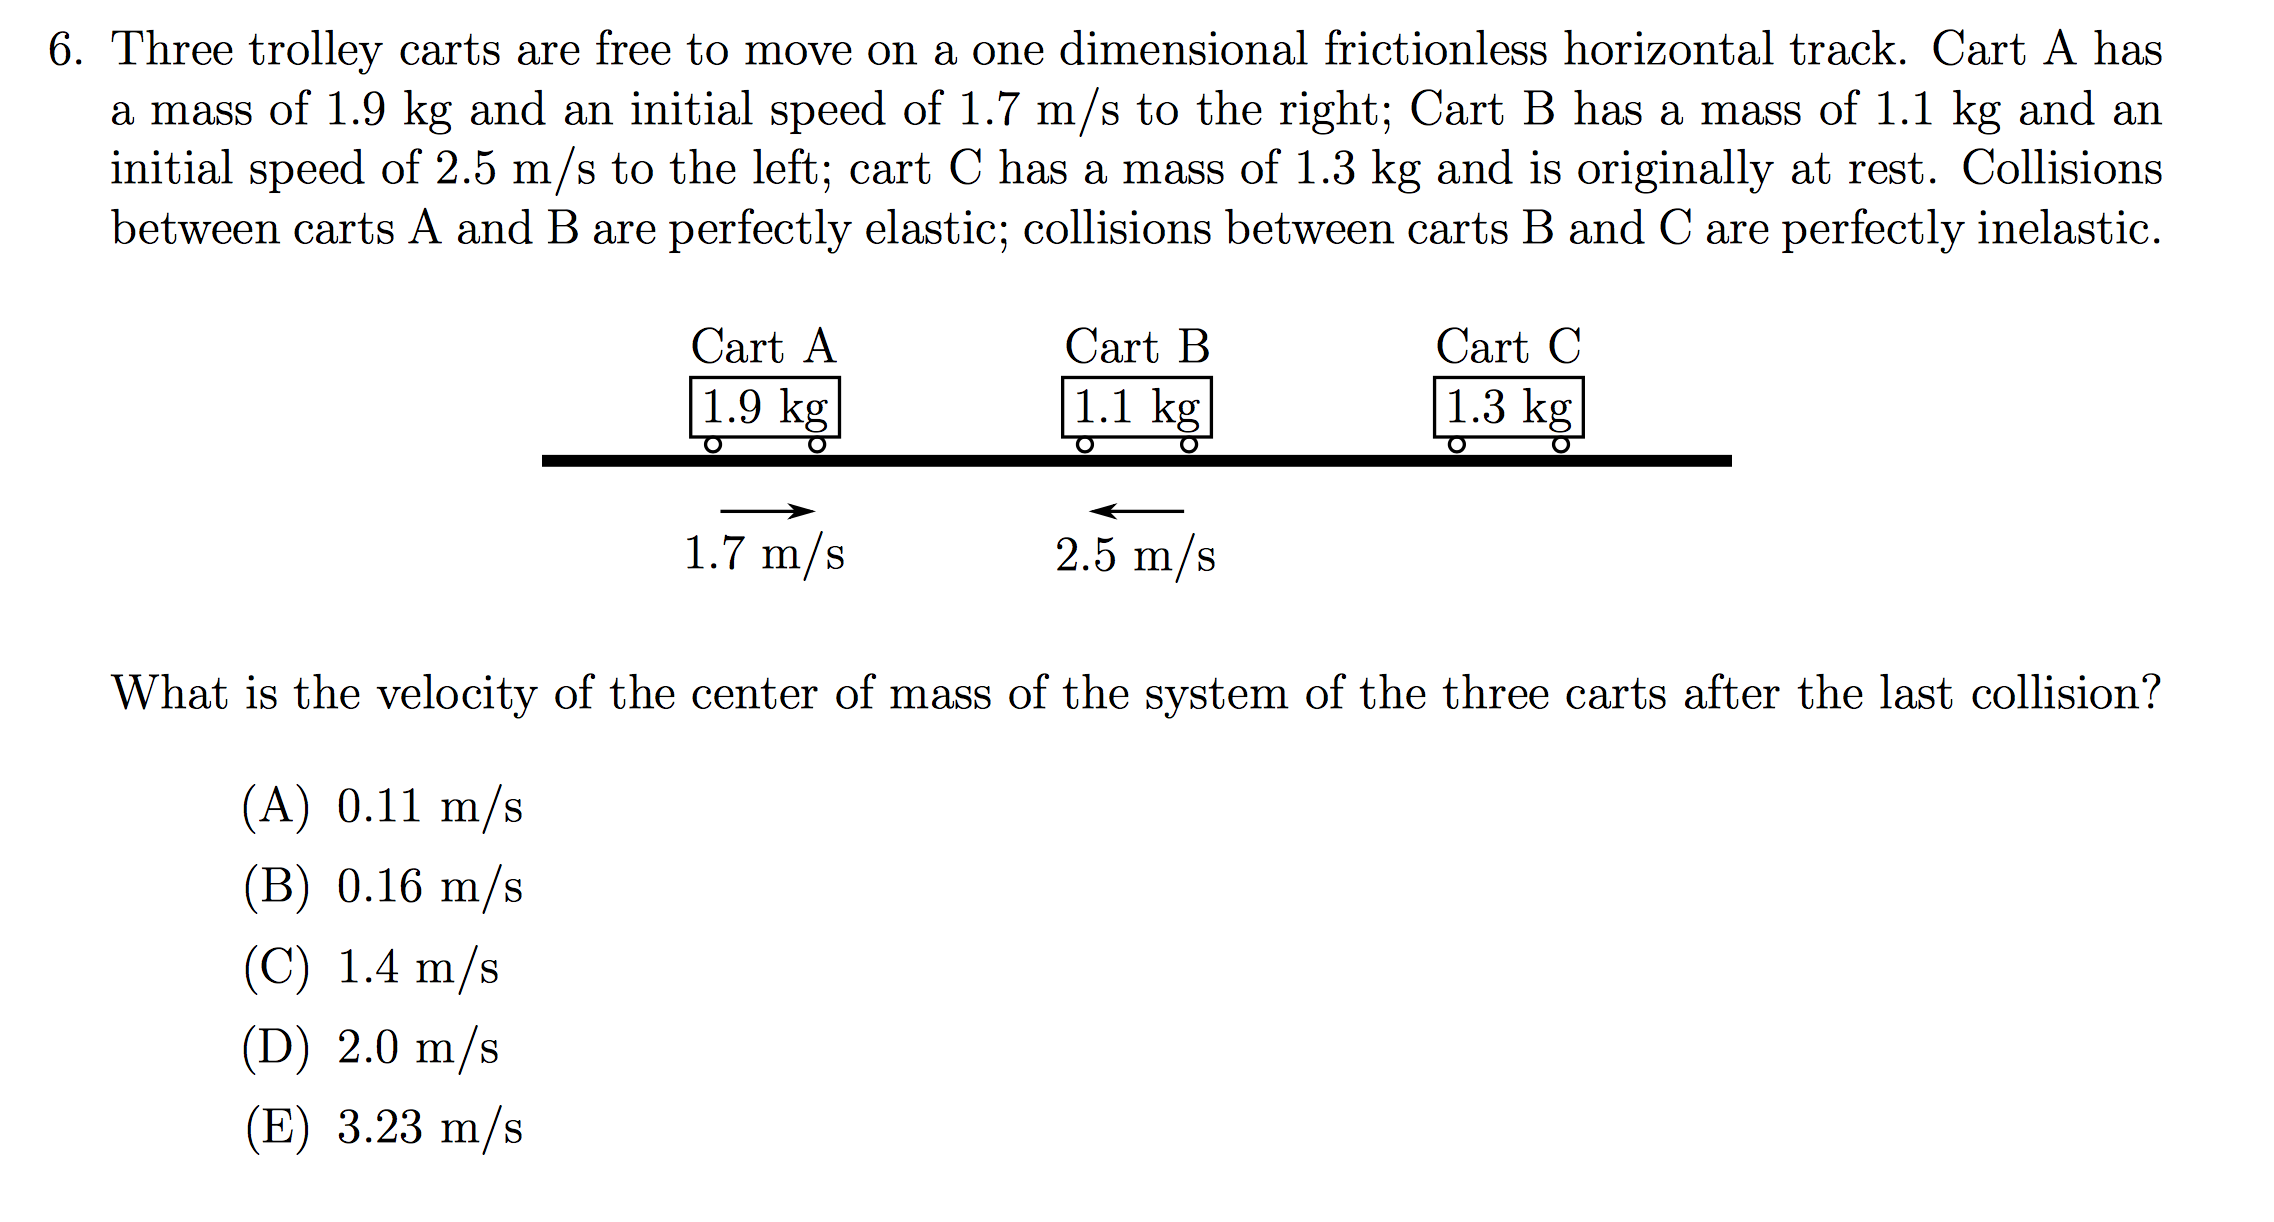 6. Three trolley carts are free to move on a one dimensional frictionless horizontal track. Cart A has
a mass of 1.9 kg and an initial speed of 1.7 m/s to the right; Cart B has a mass of 1.1 kg and an
initial speed of 2.5 m/s to the left; cart C has a mass of 1.3 kg and is originally at rest. Collisions
between carts A and B are perfectly elastic; collisions between carts B and C are perfectly inelastic.
Cart A Cart B Cart C
1.9 kg 1.1 kg 1.3 kg
1.7 m/s 2.5 m/s
What is the velocity of the center of mass of the system of the three carts after the last collision?
(A) 0.11 m/s
(B) 0.16 m/s
(C) 1.4 m/s
(D) 2.0 m/s
(E) 3.23 m/s